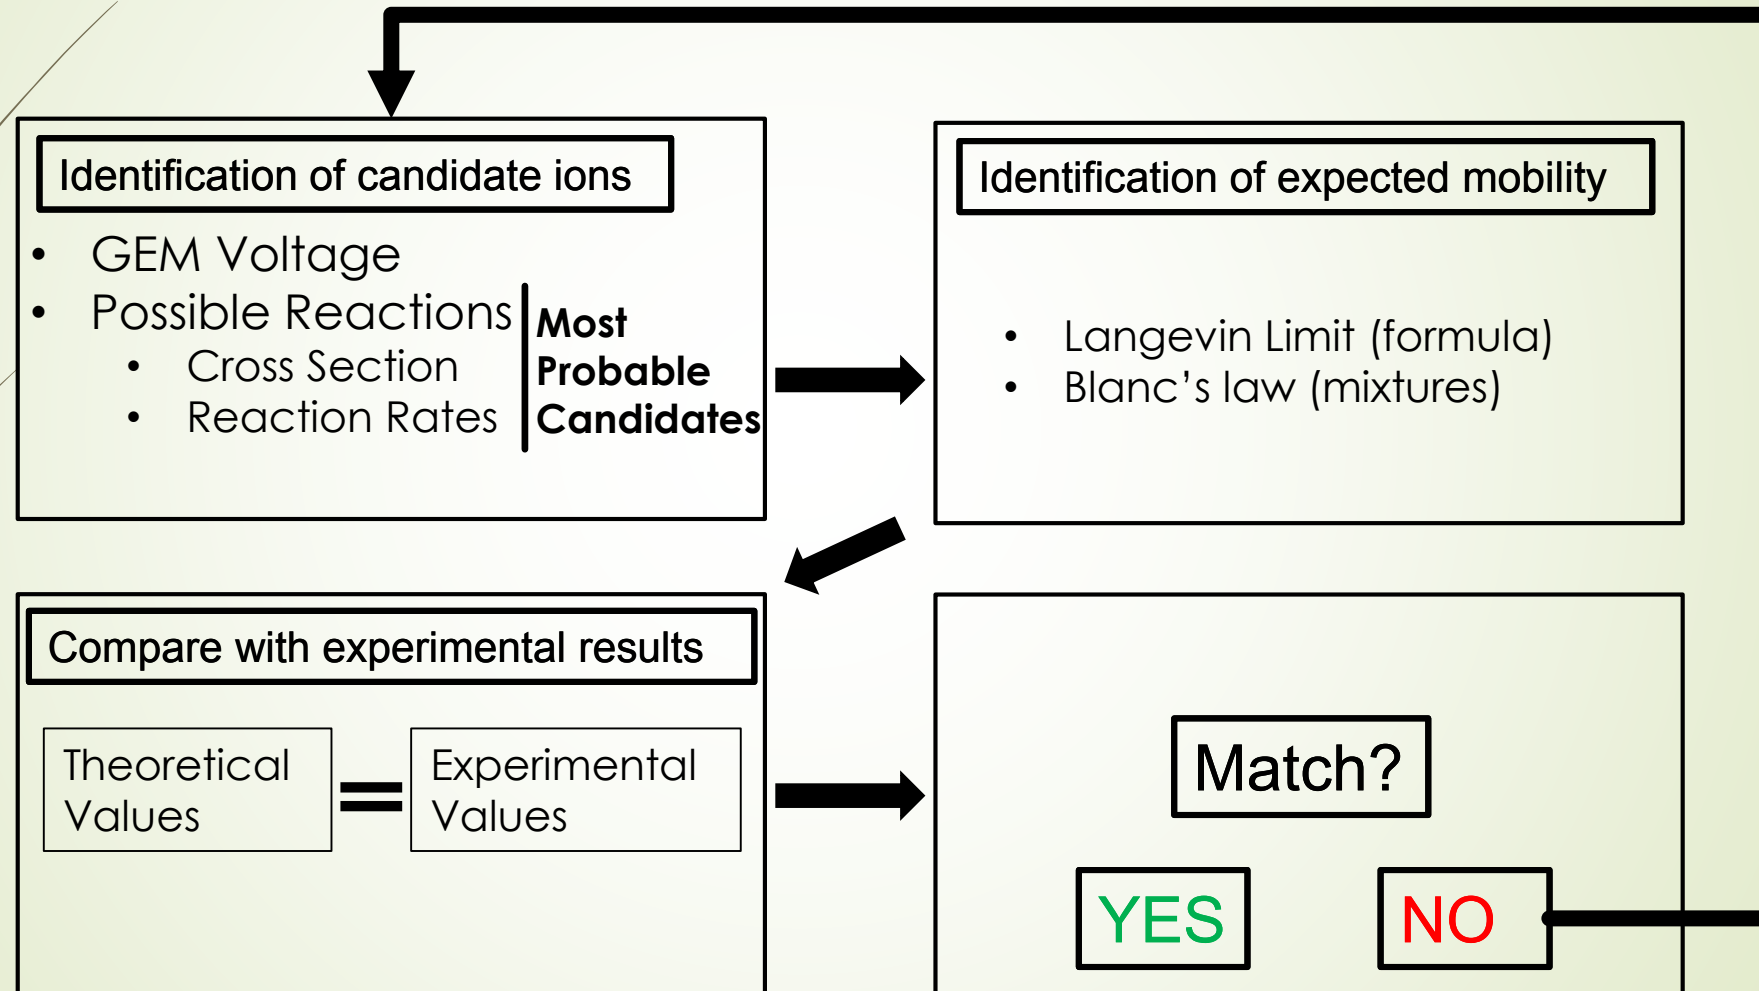 Identification of candidate ions
• GEM Voltage
• Possible Reactions
• Cross Section
• Reaction Rates
Most
Probable
Candidates
Identification of expected mobility
• Langevin Limit (formula)
• Blanc’s law (mixtures)
Compare with experimental results
Theoretical
Values
=
Experimental
Values
Match?
YES
NO